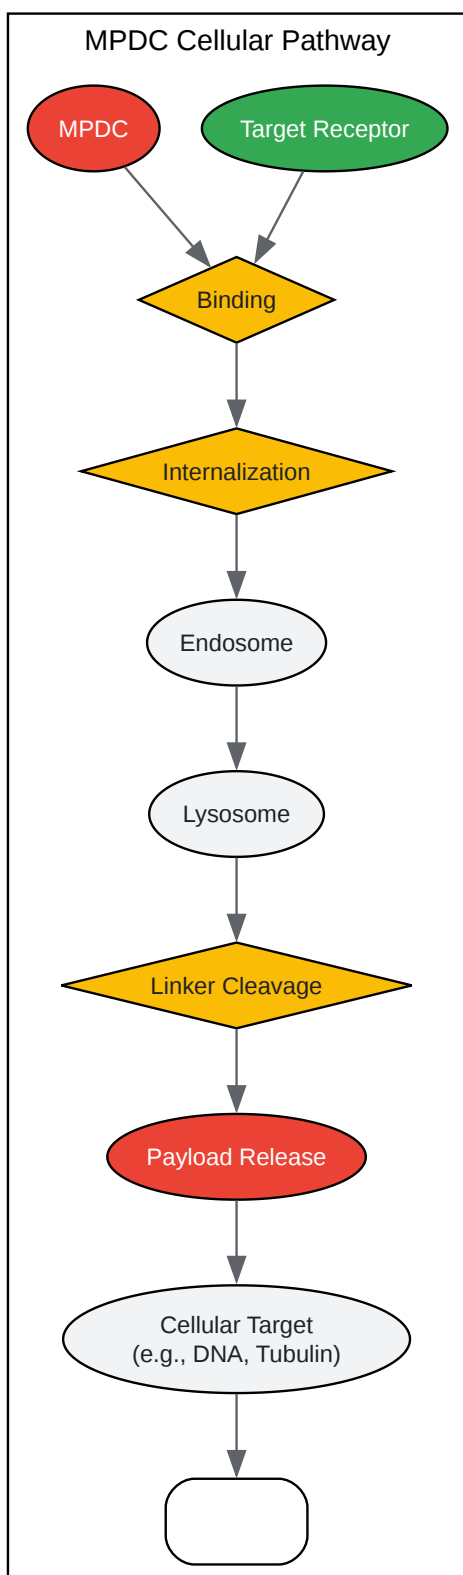 MPDC Cellular Pathway
MPDC
Target Receptor
Binding
Internalization
Endosome
Lysosome
Linker Cleavage
Payload Release
Cellular Target
(e.g., DNA, Tubulin)